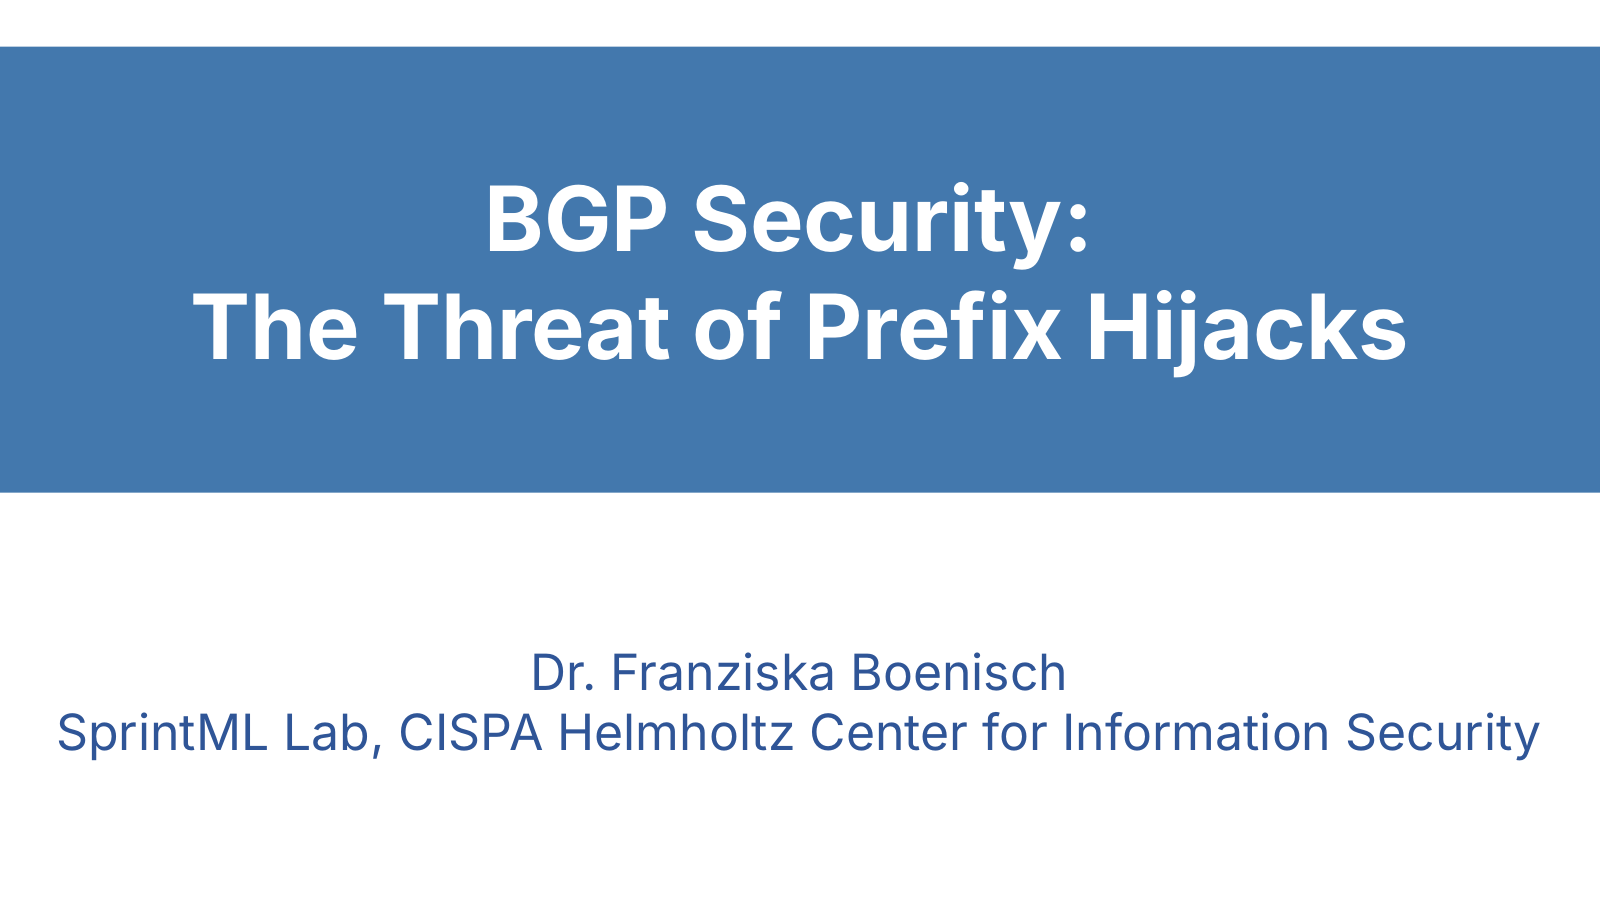 BGP Security:
The Threat of Prefix Hijacks
Dr. Franziska Boenisch
SprintML Lab, CISPA Helmholtz Center for Information Security